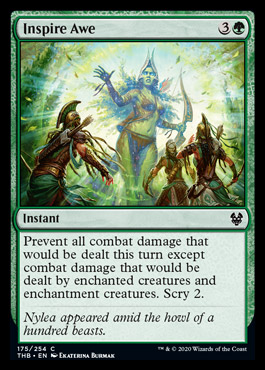 Inspire Awe 3
Instant
Prevent all combat damage that
would be dealt this turn except
combat damage that would be
dealt by enchanted creatures and
enchantment creatures. Scry 2.
Nylea appeared amid the howl of a
hundred beasts.
175/254 C
THB • EN EKATERINA BURMAK ™ & © 2020 Wizards of the Coast